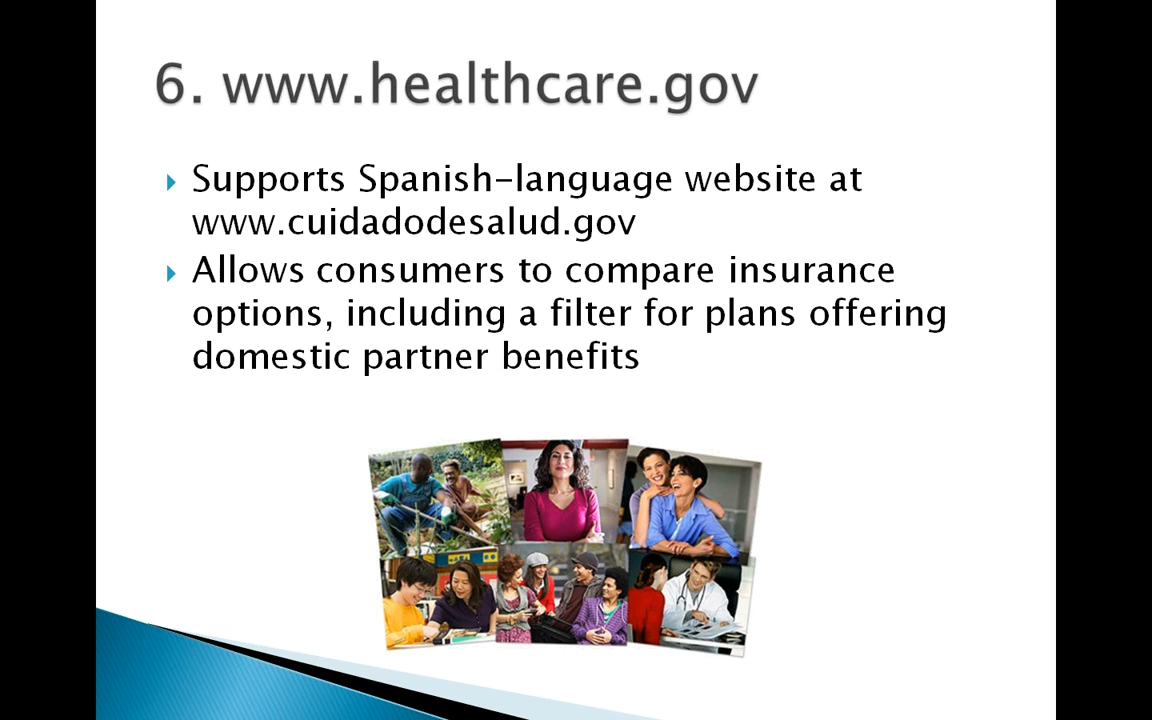 6. www.healthcare.gov
Supports Spanish-language website at
www.cuidadodesalud.gov
Allows consumers to compare insurance
options, including a filter for plans offering
domestic partner benefits